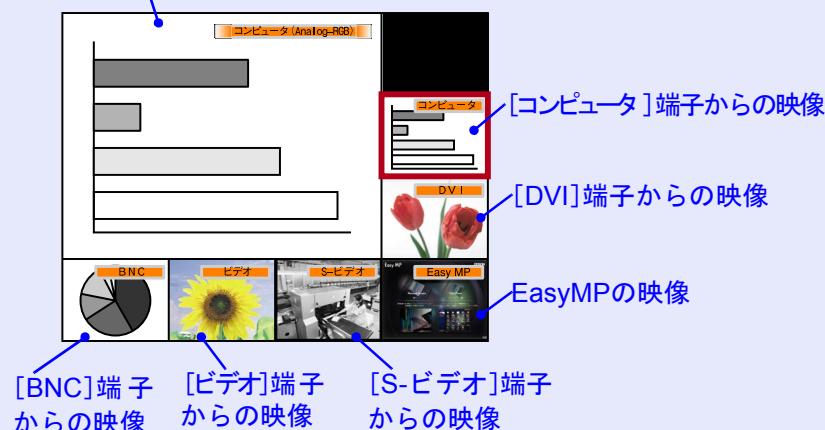 コンピュータ(Analog-RGB)
コンピュータ
[コンピュータ]端子からの映像
DVI
[DVI]端子からの映像
BNC
ビデオ
S-ビデオ
Easy MP
Easy MP
EasyMPの映像
[BNC]端子
からの映像
[ビデオ]端子
からの映像
[S-ビデオ]端子
からの映像